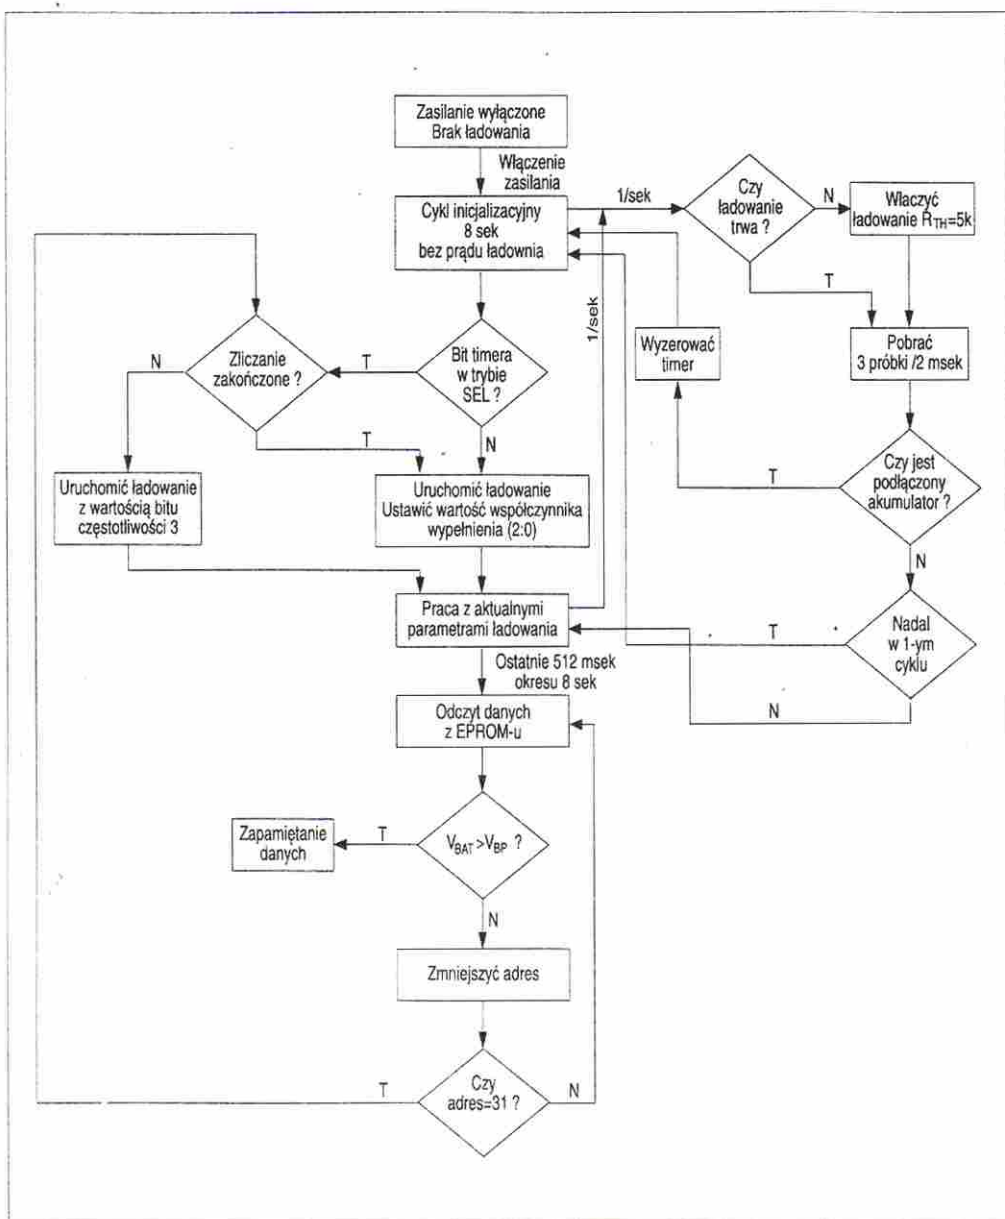 Zasilanie wyłączone
Brak ładowania
Włączenie
zasilania
Cykl inicjalizacyjny
8 sek
bez prądu ładownia
1/sek
Czy
ładowanie
trwa ?
N
Właczyć
ładowanie RTH=5k
T
1/sek
Pobrać
3 próbki /2 msek
Wyzerować
timer
Zliczanie
zakończone ?
N
T
Bit timera
w trybie
SEL ?
T
N
Czy jest
podłączony
akumulator ?
T
N
Uruchomić ładowanie
z wartością bitu
częstotliwości 3
Uruchomić ładowanie
Ustawić wartość współczynnika
wypełnienia (2:0)
Praca z aktualnymi
parametrami ładowania
Nadal
w 1-ym
cyklu
T
N
Ostatnie 512 msek
okresu 8 sek
Odczyt danych
z EPROM-u
VBAT>VBP ?
T
Zapamiętanie
danych
N
Zmniejszyć adres
Czy
adres=31 ?
T
N